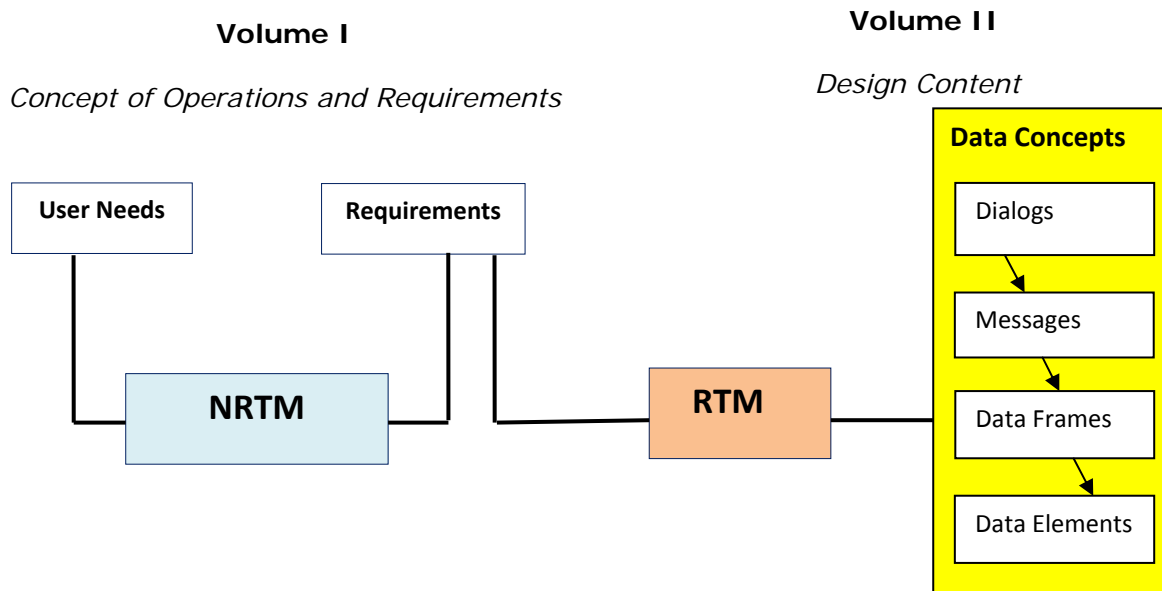 Volume I
Concept of Operations and Requirements
Volume II
Design Content
User Needs
Requirements
NRTM
RTM
Data Concepts
Dialogs
Messages
Data Frames
Data Elements